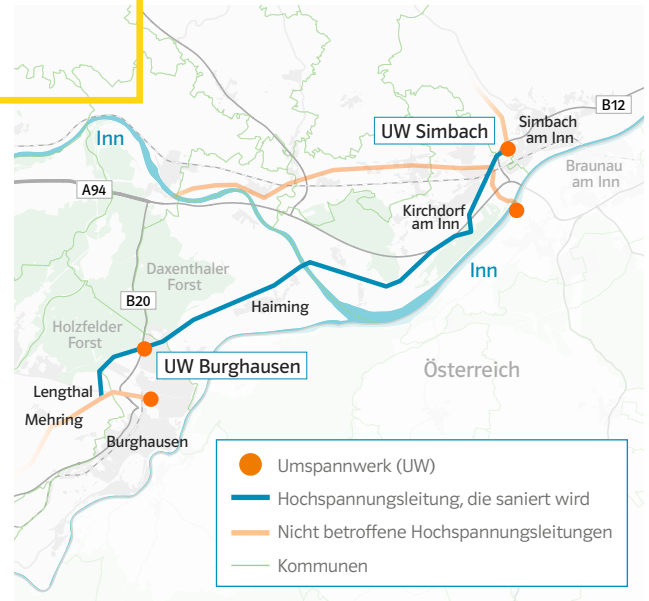 B12
Simbach
am Inn
UW Simbach
Inn
Braunau
am Inn
A94
Kirchdorf
am Inn
Daxenthaler
Forst
Inn
B20
Haiming
Holzfelder
Forst
UW Burghausen
Österreich
Lengthal
Mehring
Burghausen
Umspannwerk (UW)
Hochspannungsleitung, die saniert wird
Nicht betroffene Hochspannungsleitungen
Kommunen